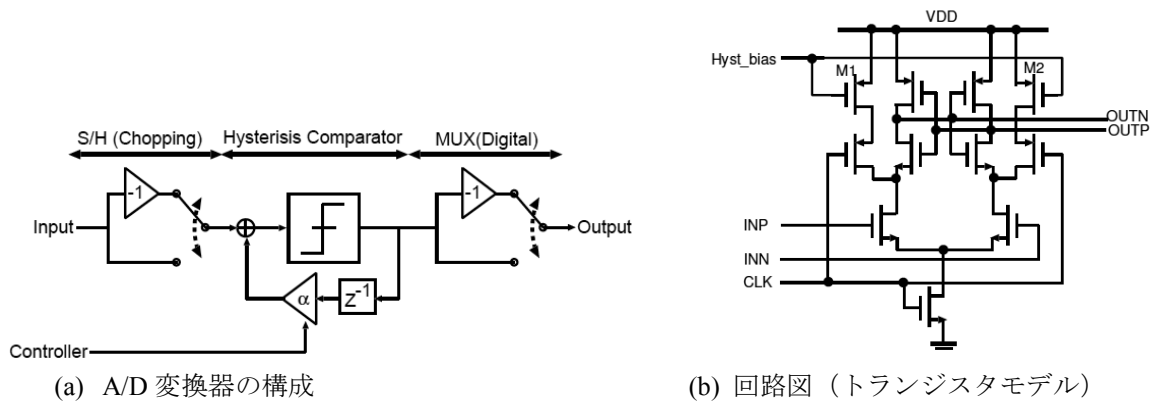 S/H (Chopping) Hysterisis Comparator MUX(Digital)
-1
-1
Input
Output
α
Z-1
Controller
(a) A/D 変換器の構成
VDD
Hyst_bias
M1
M2
OUTN
OUTP
INP
INN
CLK
(b) 回路図（トランジスタモデル）